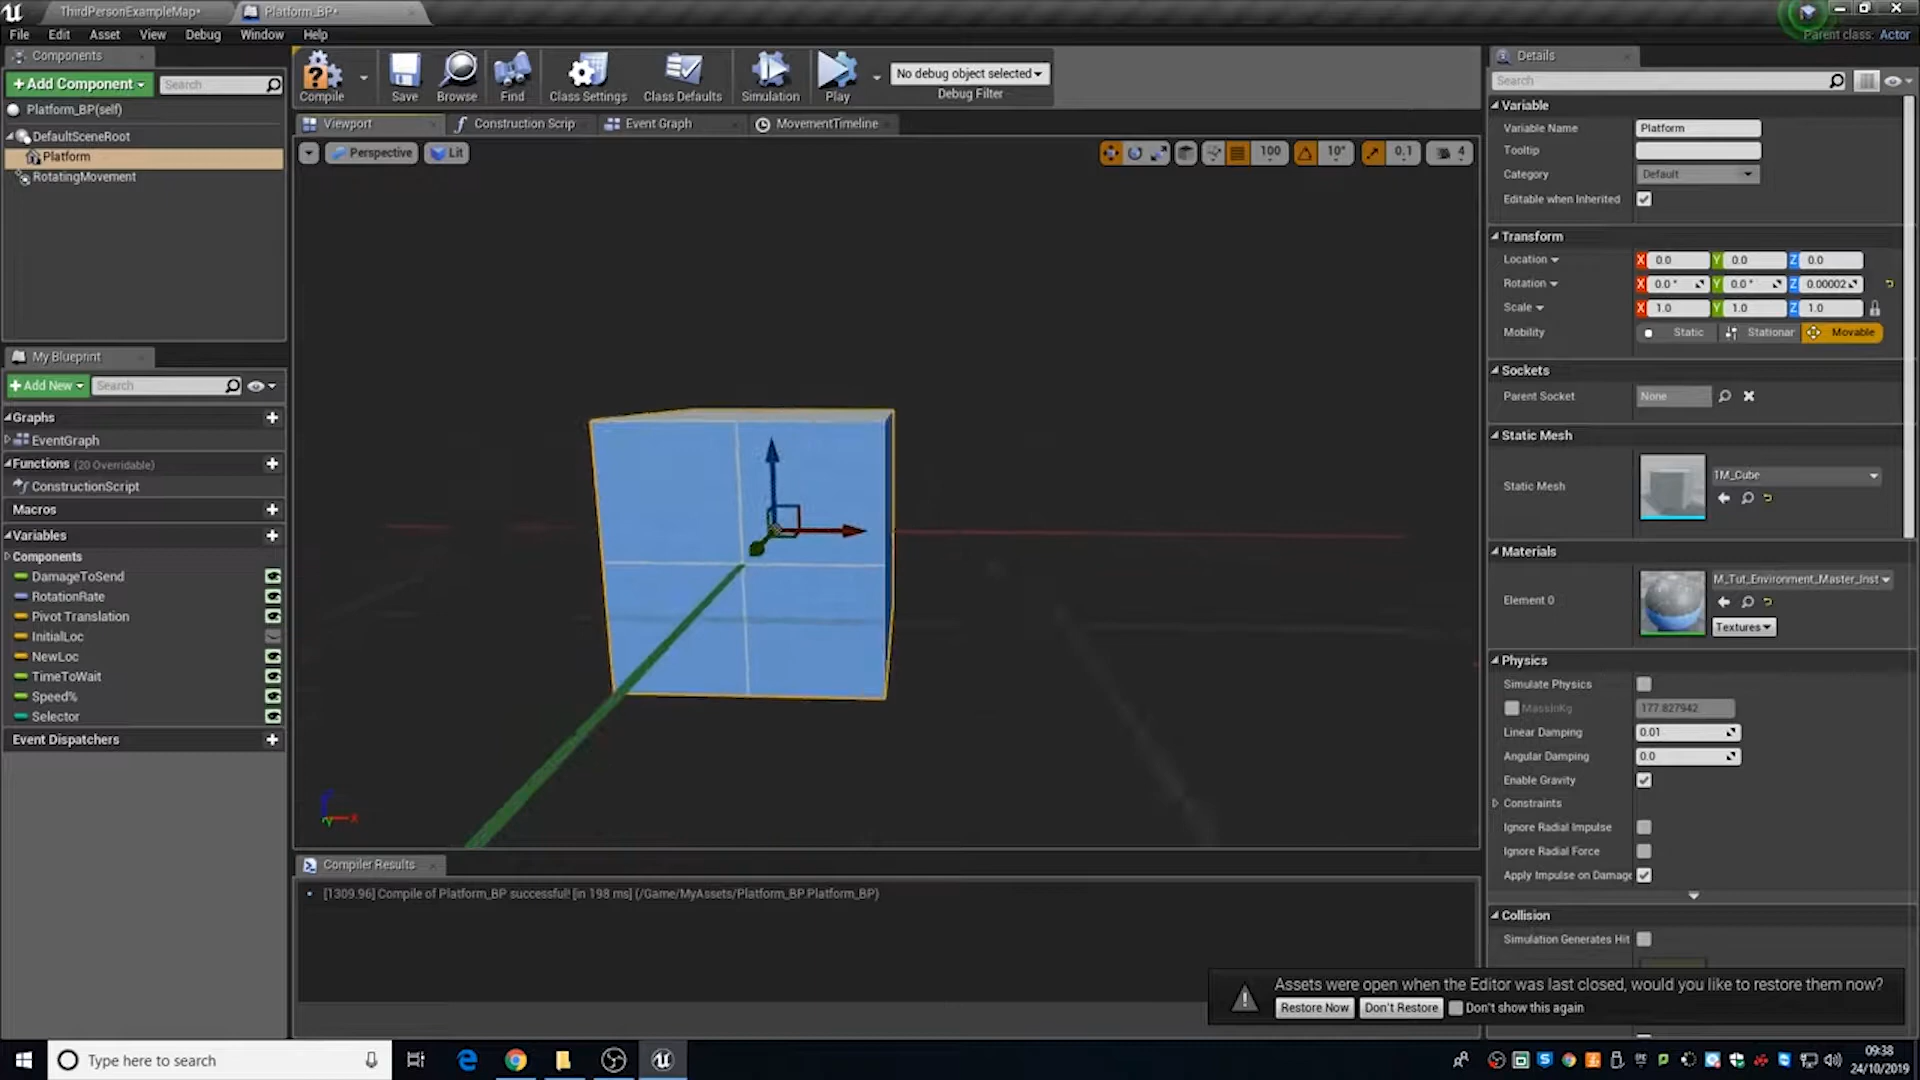 ThirdPersonExampleMap*
Platform_BP*
File Edit Asset View Debug Window Help
Parent class: Actor
Components
+Add Component
Search
Platform_BP(self)
DefaultSceneRoot
Platform
RotatingMovement
My Blueprint
+Add New
Search
Graphs
EventGraph
Functions (20 Overridable)
ConstructionScript
Macros
Variables
Components
DamageToSend
RotationRate
Pivot Translation
InitialLoc
NewLoc
TimeToWait
Speed%
Selector
Event Dispatchers
Compile Save Browse Find Class Settings Class Defaults Simulation Play
No debug object selected
Debug Filter
Viewport Construction Scrip Event Graph MovementTimeline
Perspective Lit
100 10° 0.1 4
Compiler Results
[1309.96] Compile of Platform_BP successful! [in 198 ms] (/Game/MyAssets/Platform_BP.Platform_BP)
Details
Search
Variable
Variable Name Platform
Tooltip
Category Default
Editable when Inherited
Transform
Location X 0.0 Y 0.0 Z 0.0
Rotation X 0.0 ° Y 0.0 ° Z 0.00002
Scale X 1.0 Y 1.0 Z 1.0
Mobility Static Stationar Movable
Sockets
Parent Socket None
Static Mesh
Static Mesh 1M_Cube
Materials
Element 0 M_Tut_Environment_Master_Inst
Textures
Physics
Simulate Physics
MassInKg 177.827942
Linear Damping 0.01
Angular Damping 0.0
Enable Gravity
Constraints
Ignore Radial Impulse
Ignore Radial Force
Apply Impulse on Damage
Collision
Simulation Generates Hit
Assets were open when the Editor was last closed, would you like to restore them now?
Restore Now Don't Restore Don't show this again
Type here to search
09:38
24/10/2019